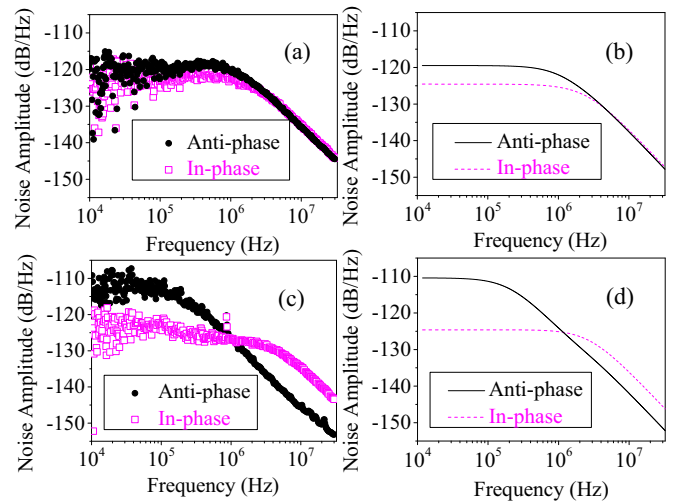 -110
-120
-130
-140
-150
Noise Amplitude (dB/Hz)
(a)
Anti-phase
In-phase
10^4 10^5 10^6 10^7
Frequency (Hz)
-110
-120
-130
-140
-150
Noise Amplitude (dB/Hz)
(b)
Anti-phase
In-phase
10^4 10^5 10^6 10^7
Frequency (Hz)
-110
-120
-130
-140
-150
Noise Amplitude (dB/Hz)
(c)
Anti-phase
In-phase
10^4 10^5 10^6 10^7
Frequency (Hz)
-110
-120
-130
-140
-150
Noise Amplitude (dB/Hz)
(d)
Anti-phase
In-phase
10^4 10^5 10^6 10^7
Frequency (Hz)